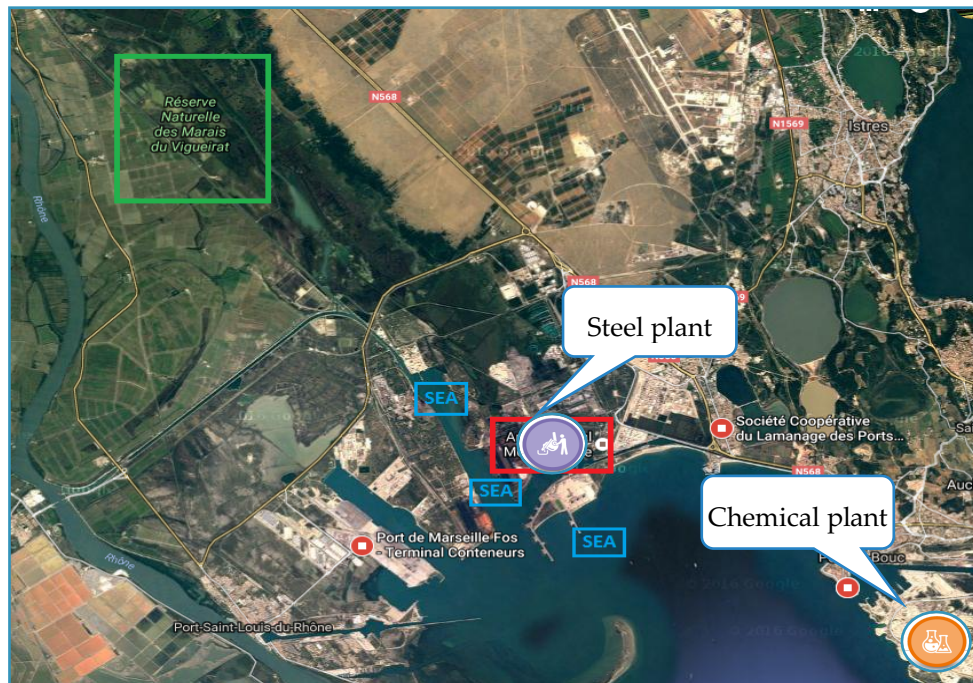 N568
Réserve
Naturelle
des Marais
du Vigueirat
N1569
Istres
Rhône
N568
Steel plant
SEA
Société Coopérative
du Lamanage des Ports...
SEA
N568
Chemical plant
SEA
Port de Marseille Fos
- Terminal Conteneurs
Bouc
Rhône
Port-Saint-Louis-du-Rhône